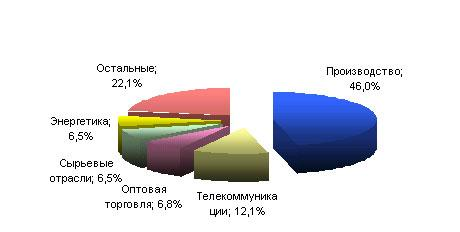 Остальные;
22,1%
Производство;
46,0%
Энергетика;
6,5%
Сырьевые
отрасли; 6,5%
Оптовая
торговля; 6,8%
Телекоммуника
ции; 12,1%